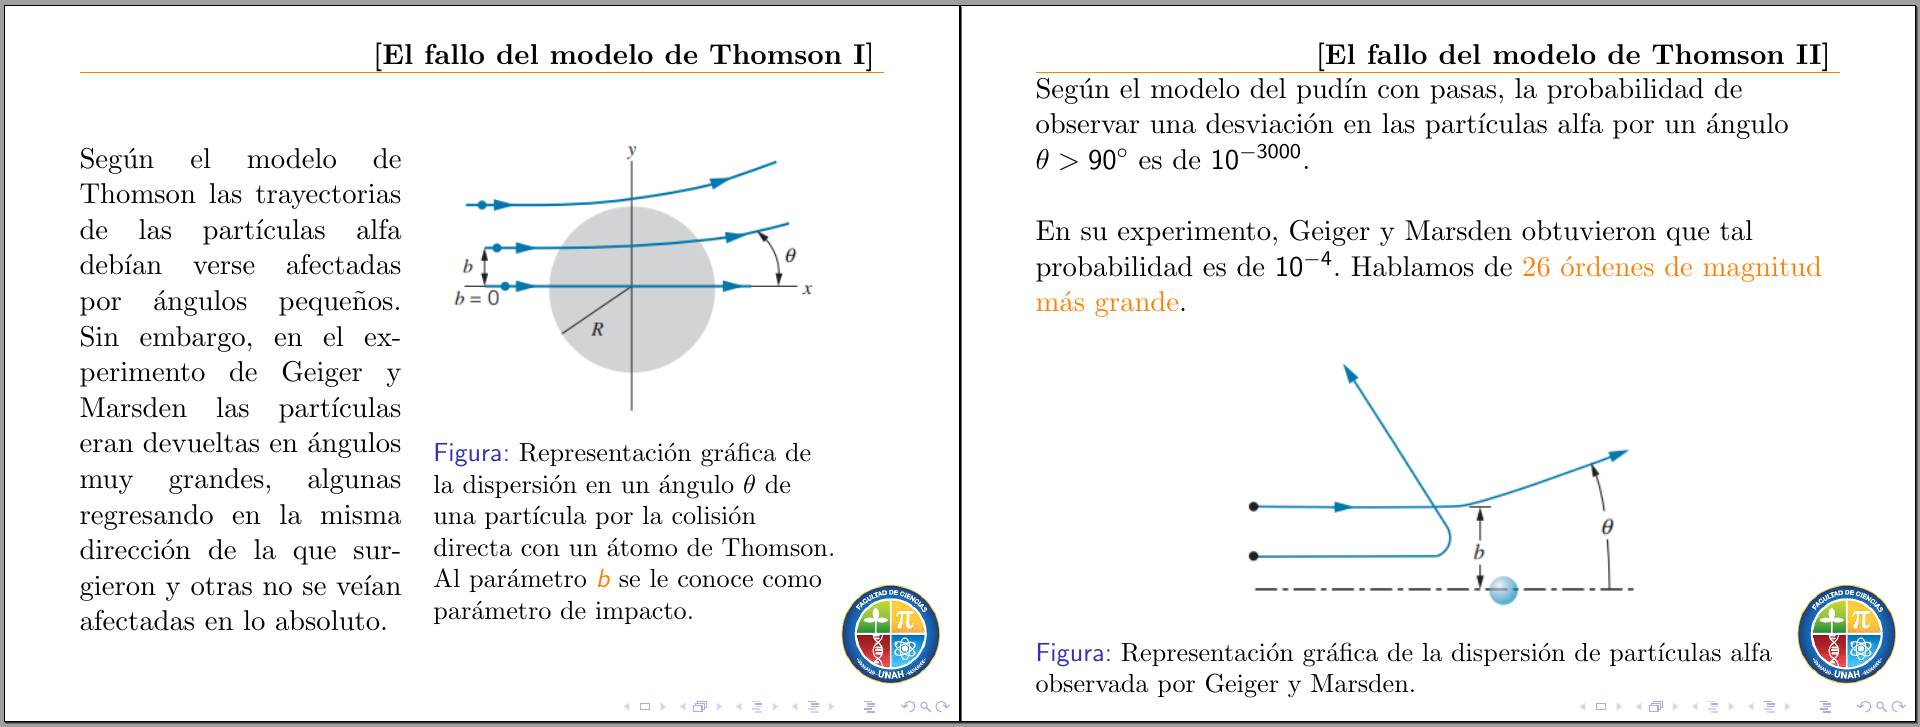 [El fallo del modelo de Thomson I]
Según el modelo de
Thomson las trayectorias
de las partículas alfa
debían verse afectadas
por ángulos pequeños.
Sin embargo, en el ex-
perimento de Geiger y
Marsden las partículas
eran devueltas en ángulos
muy grandes, algunas
regresando en la misma
dirección de la que sur-
gieron y otras no se veían
afectadas en lo absoluto.
y
b
θ
b = 0
x
R
Figura: Representación gráfica de
la dispersión en un ángulo θ de
una partícula por la colisión
directa con un átomo de Thomson.
Al parámetro b se le conoce como
parámetro de impacto.
FACULTAD DE CIENCIAS
UNAH
[El fallo del modelo de Thomson II]
Según el modelo del pudín con pasas, la probabilidad de
observar una desviación en las partículas alfa por un ángulo
θ > 90° es de 10⁻³⁰⁰⁰.
En su experimento, Geiger y Marsden obtuvieron que tal
probabilidad es de 10⁻⁴. Hablamos de 26 órdenes de magnitud
más grande.
b
θ
Figura: Representación gráfica de la dispersión de partículas alfa
observada por Geiger y Marsden.
FACULTAD DE CIENCIAS
UNAH